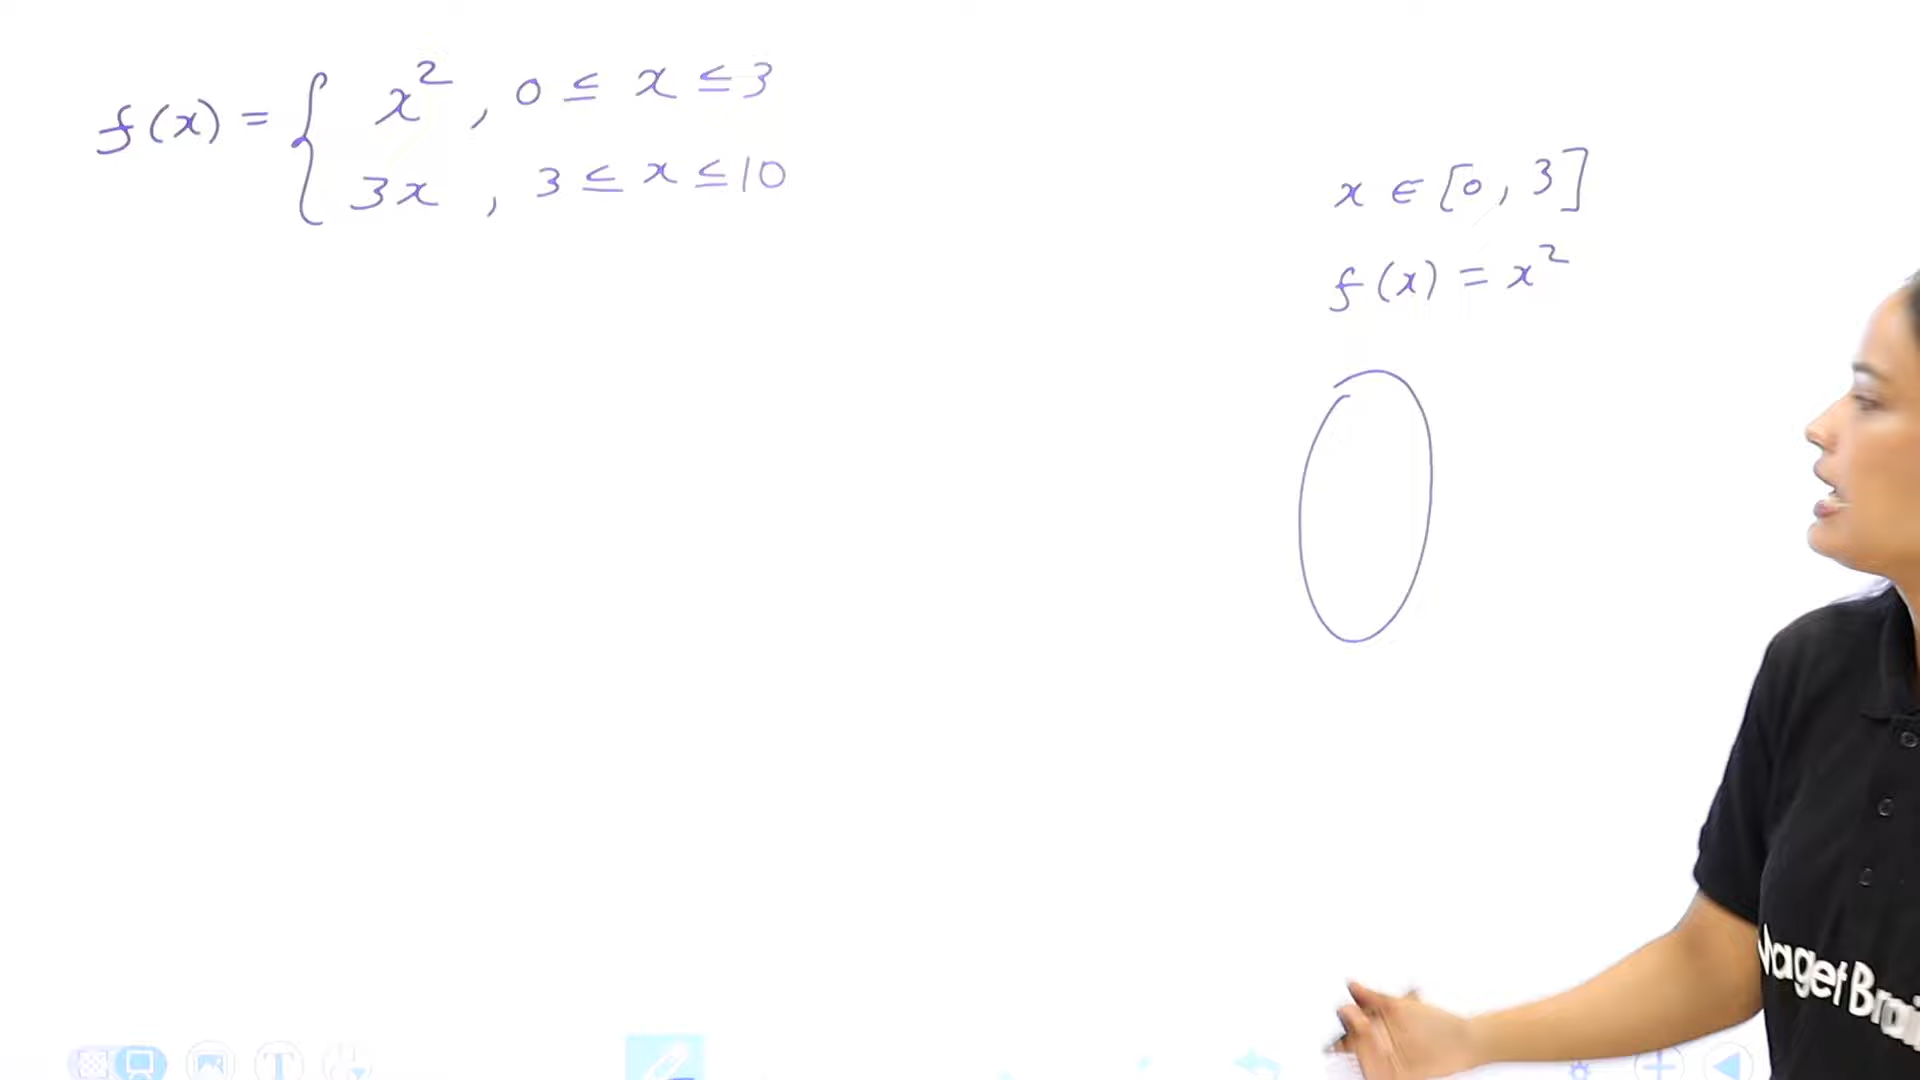 f(x) = { x², 0 ≤ x ≤ 3
3x, 3 ≤ x ≤ 10
x ∈ [0, 3]
f(x) = x²